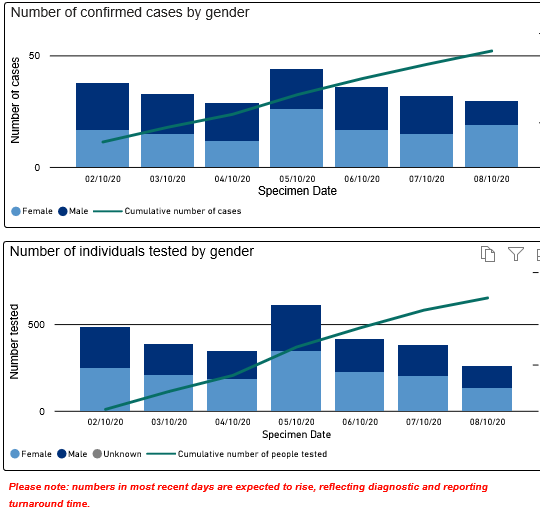 Number of confirmed cases by gender
50
Number of cases
0
02/10/20 03/10/20 04/10/20 05/10/20 06/10/20 07/10/20 08/10/20
Specimen Date
Female Male Cumulative number of cases
Number of individuals tested by gender
500
Number tested
0
02/10/20 03/10/20 04/10/20 05/10/20 06/10/20 07/10/20 08/10/20
Specimen Date
Female Male Unknown Cumulative number of people tested
Please note: numbers in most recent days are expected to rise, reflecting diagnostic and reporting
turnaround time.